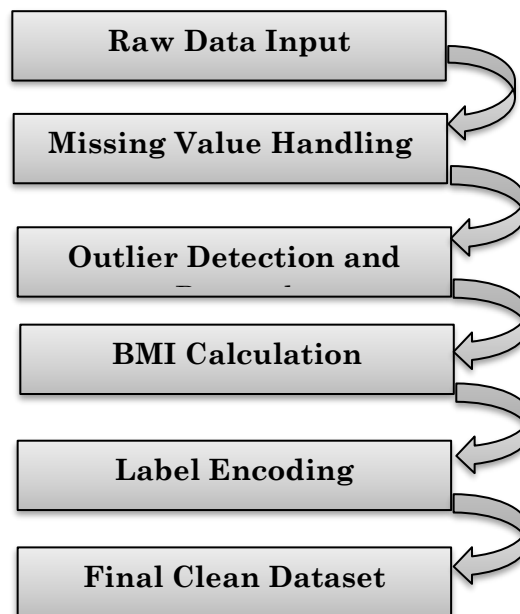 Raw Data Input
Missing Value Handling
Outlier Detection and
BMI Calculation
Label Encoding
Final Clean Dataset